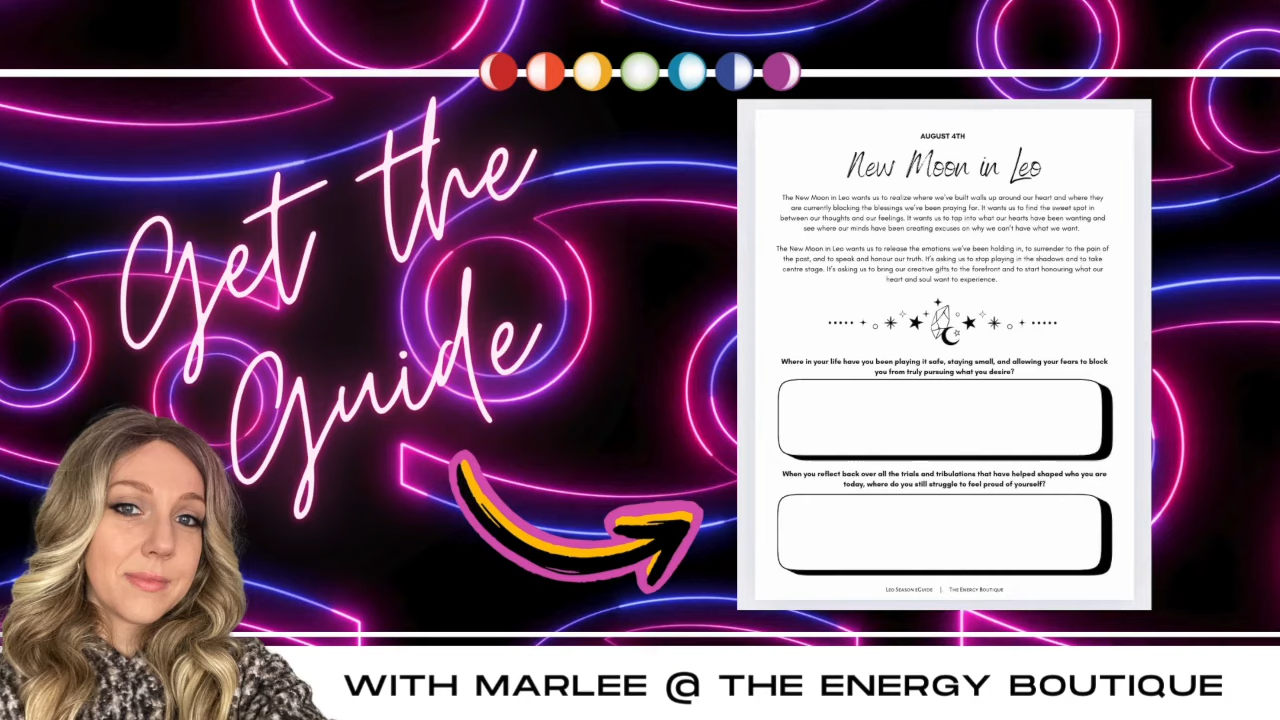 Get the
Guide
AUGUST 4TH
New Moon in Leo
The New Moon in Leo wants us to realize where we've built walls up around our heart and where they
are currently blocking the blessings we've been praying for. It wants us to find the sweet spot in
between our thoughts and our feelings. It wants us to tap into what our hearts have been wanting and
see where our minds have been creating excuses on why we can't have what we want.
The New Moon in Leo wants us to release the emotions we've been holding in, to surrender to the pain of
the past, and to speak and honour our truth. It's asking us to stop playing in the shadows and to take
centre stage. It's asking us to bring our creative gifts to the forefront and to start honouring what our
heart and soul want to experience.
Where in your life have you been playing it safe, staying small, and allowing your fears to block
you from truly pursuing what you desire?
When you reflect back over all the trials and tribulations that have helped shaped who you are
today, where do you still struggle to feel proud of yourself?
LEO SEASON EGUIDE | THE ENERGY BOUTIQUE
WITH MARLEE @ THE ENERGY BOUTIQUE